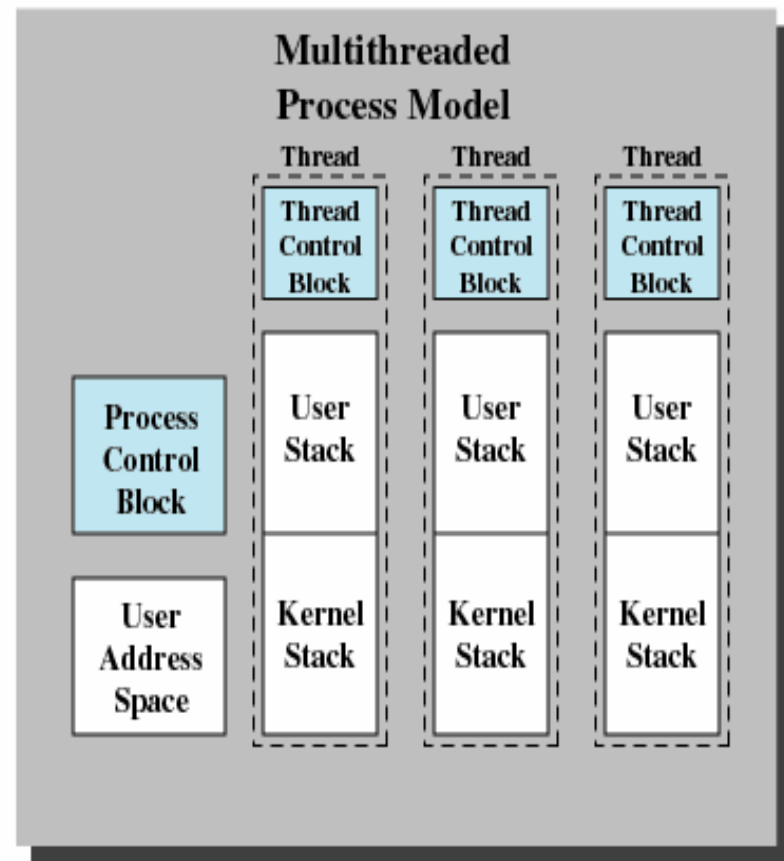 Multithreaded
Process Model
Thread
Thread
Thread
Thread
Control
Block
Thread
Control
Block
Thread
Control
Block
Process
Control
Block
User
Address
Space
User
Stack
User
Stack
User
Stack
Kernel
Stack
Kernel
Stack
Kernel
Stack